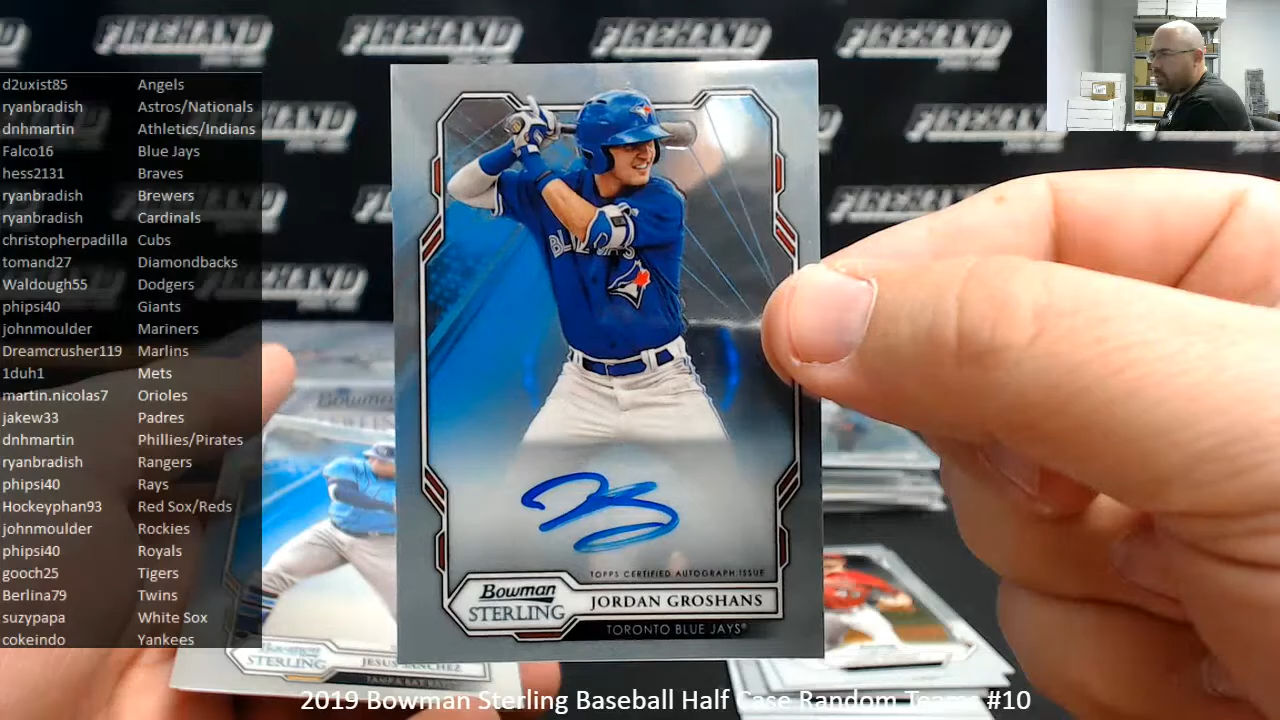 FIREHAND FIREHAND FIREHAND FIREHAND
d2uxist85 Angels
ryanbradish Astros/Nationals
dnhmartin Athletics/Indians
Falco16 Blue Jays
hess2131 Braves
ryanbradish Brewers
ryanbradish Cardinals
christopherpadilla Cubs
tomand27 Diamondbacks
Waldough55 Dodgers
phipsi40 Giants
johnmoulder Mariners
Dreamcrusher119 Marlins
1duh1 Mets
martin.nicolas7 Orioles
jakew33 Padres
dnhmartin Phillies/Pirates
ryanbradish Rangers
phipsi40 Rays
Hockeyphan93 Red Sox/Reds
johnmoulder Rockies
phipsi40 Royals
gooch25 Tigers
Berlina79 Twins
suzypapa White Sox
cokeindo Yankees
BLUE JAYS
TOPPS CERTIFIED AUTOGRAPH ISSUE
Bowman
STERLING
JORDAN GROSHANS
TORONTO BLUE JAYS®
Bowman
STERLING
JESUS SANCHEZ
TAMPA BAY RAYS
2019 Bowman Sterling Baseball Half Case Random Teams #10